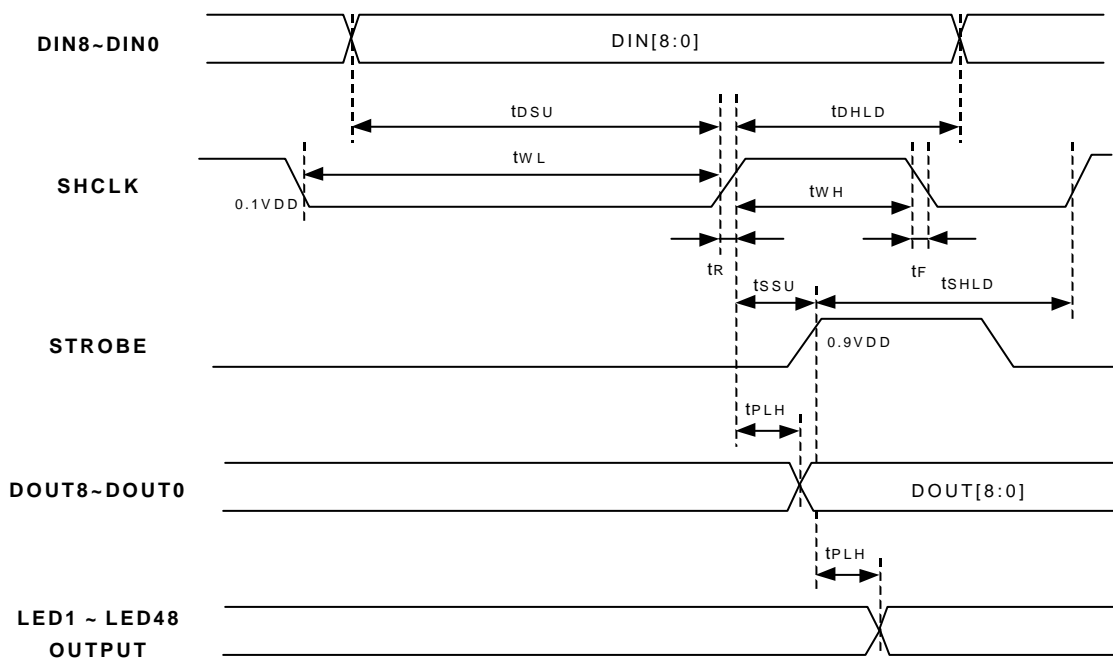 DIN8~DIN0
DIN[8:0]
tDSU
tDHLD
tWL
SHCLK
0.1VDD
tWH
tR
tF
tSSU
tSHLD
STROBE
0.9VDD
tPLH
DOUT8~DOUT0
DOUT[8:0]
tPLH
LED1 ~ LED48
OUTPUT